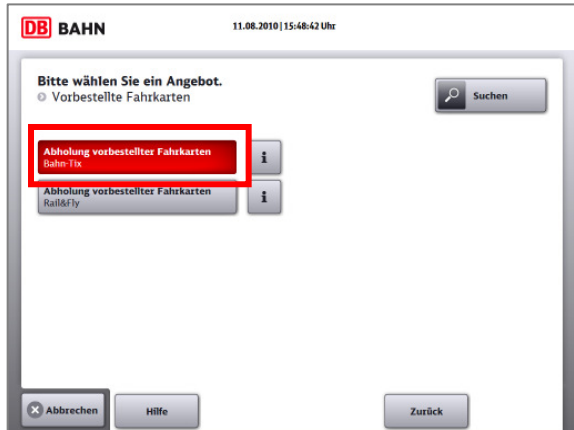 DB BAHN
11.08.2010 | 15:48:42 Uhr
Bitte wählen Sie ein Angebot.
Vorbestellte Fahrkarten
Suchen
Abholung vorbestellter Fahrkarten
Bahn-Tix
i
Abholung vorbestellter Fahrkarten
Rail&Fly
i
Abbrechen
Hilfe
Zurück